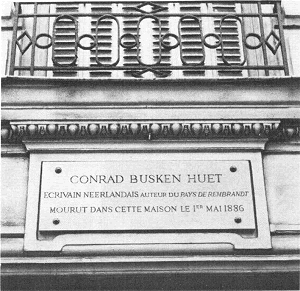 CONRAD BUSKEN HUET
ECRIVAIN NEERLANDAIS AUTEUR DU PAYS DE REMBRANDT
MOURUT DANS CETTE MAISON LE 1ER MAI 1886